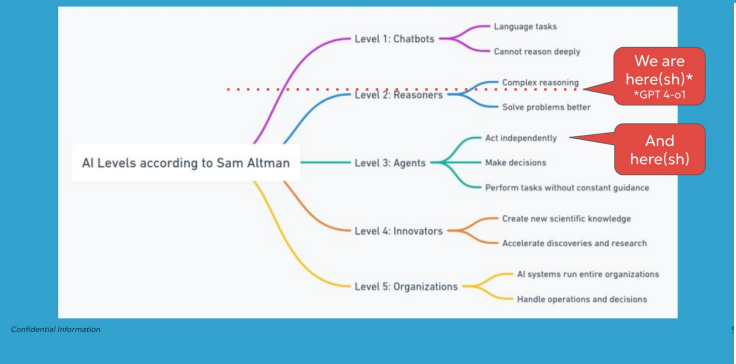 AI Levels according to Sam Altman
Level 1: Chatbots
Language tasks
Cannot reason deeply
Level 2: Reasoners
Complex reasoning
Solve problems better
We are
here(sh)*
*GPT 4-o1
Level 3: Agents
Act independently
Make decisions
Perform tasks without constant guidance
And
here(sh)
Level 4: Innovators
Create new scientific knowledge
Accelerate discoveries and research
Level 5: Organizations
AI systems run entire organizations
Handle operations and decisions
Confidential Information